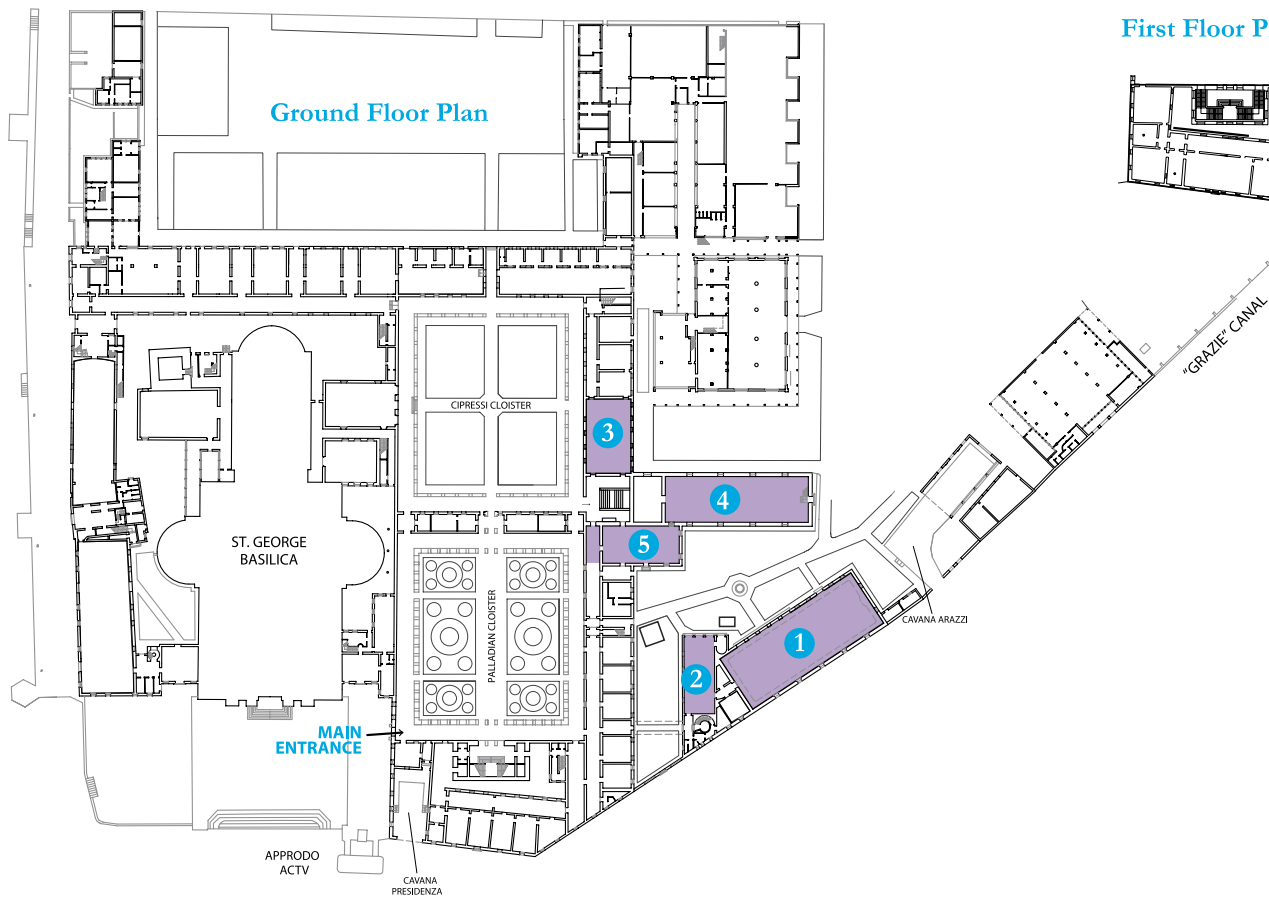 First Floor P
Ground Floor Plan
"GRAZIE" CANAL
CIPRESSI CLOISTER
3
4
ST. GEORGE
BASILICA
5
PALLADIAN CLOISTER
CAVANA ARAZZI
1
2
MAIN
ENTRANCE
APPRODO
ACTV
CAVANA
PRESIDENZA